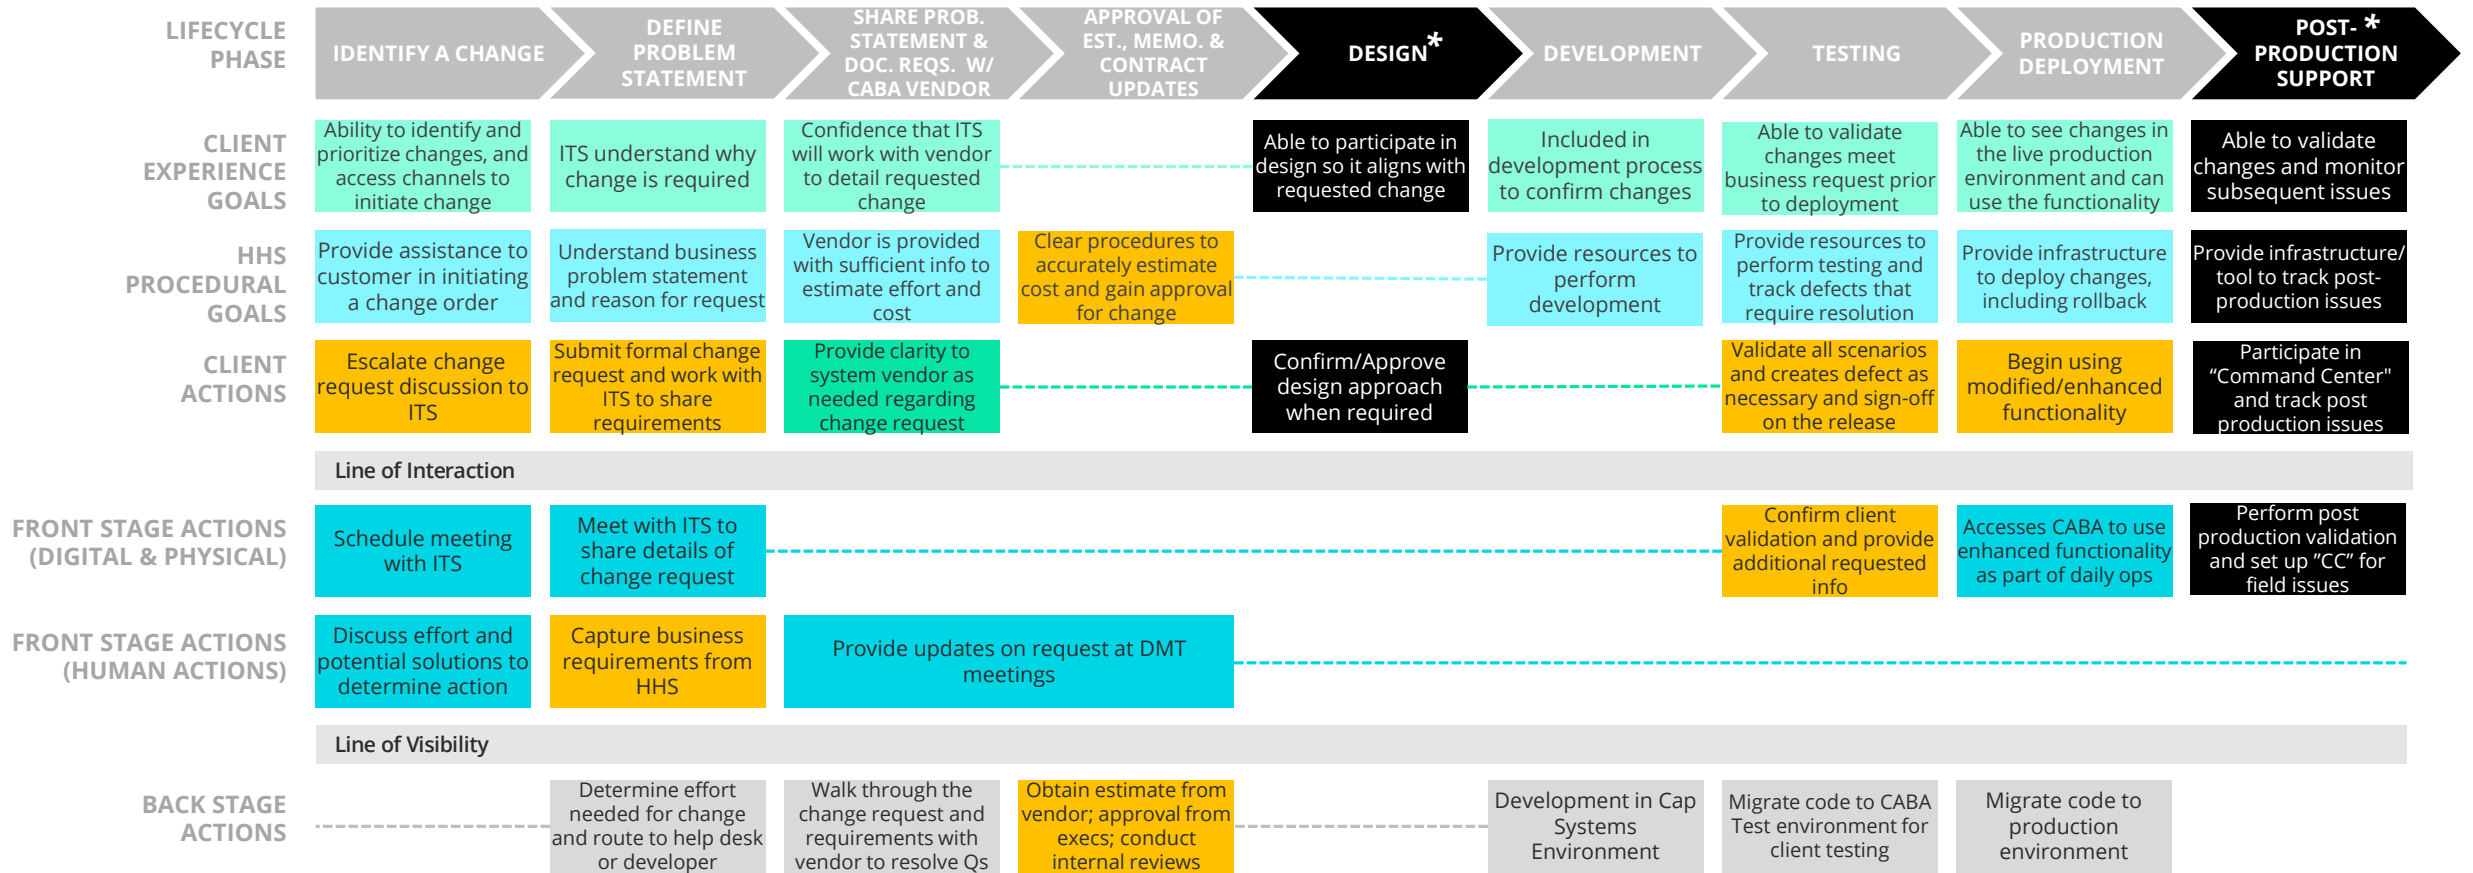 LIFECYCLE
PHASE
IDENTIFY A CHANGE
DEFINE
PROBLEM
STATEMENT
SHARE PROB.
STATEMENT &
DOC. REQS. W/
CABA VENDOR
APPROVAL OF
EST., MEMO. &
CONTRACT
UPDATES
DESIGN*
DEVELOPMENT
TESTING
PRODUCTION
DEPLOYMENT
POST- *
PRODUCTION
SUPPORT
CLIENT
EXPERIENCE
GOALS
Ability to identify and
prioritize changes, and
access channels to
initiate change
ITS understand why
change is required
Confidence that ITS
will work with vendor
to detail requested
change
Able to participate in
design so it aligns with
requested change
Included in
development process
to confirm changes
Able to validate
changes meet
business request prior
to deployment
Able to see changes in
the live production
environment and can
use the functionality
Able to validate
changes and monitor
subsequent issues
HHS
PROCEDURAL
GOALS
Provide assistance to
customer in initiating
a change order
Understand business
problem statement
and reason for request
Vendor is provided
with sufficient info to
estimate effort and
cost
Clear procedures to
accurately estimate
cost and gain approval
for change
Provide resources to
perform
development
Provide resources to
perform testing and
track defects that
require resolution
Provide infrastructure
to deploy changes,
including rollback
Provide infrastructure/
tool to track post-
production issues
CLIENT
ACTIONS
Escalate change
request discussion to
ITS
Submit formal change
request and work with
ITS to share
requirements
Provide clarity to
system vendor as
needed regarding
change request
Confirm/Approve
design approach
when required
Validate all scenarios
and creates defect as
necessary and sign-off
on the release
Begin using
modified/enhanced
functionality
Participate in
“Command Center"
and track post
production issues
Line of Interaction
FRONT STAGE ACTIONS
(DIGITAL & PHYSICAL)
Schedule meeting
with ITS
Meet with ITS to
share details of
change request
Confirm client
validation and provide
additional requested
info
Accesses CABA to use
enhanced functionality
as part of daily ops
Perform post
production validation
and set up ”CC” for
field issues
FRONT STAGE ACTIONS
(HUMAN ACTIONS)
Discuss effort and
potential solutions to
determine action
Capture business
requirements from
HHS
Provide updates on request at DMT
meetings
Line of Visibility
BACK STAGE
ACTIONS
Determine effort
needed for change
and route to help desk
or developer
Walk through the
change request and
requirements with
vendor to resolve Qs
Obtain estimate from
vendor; approval from
execs; conduct
internal reviews
Development in Cap
Systems
Environment
Migrate code to CABA
Test environment for
client testing
Migrate code to
production
environment